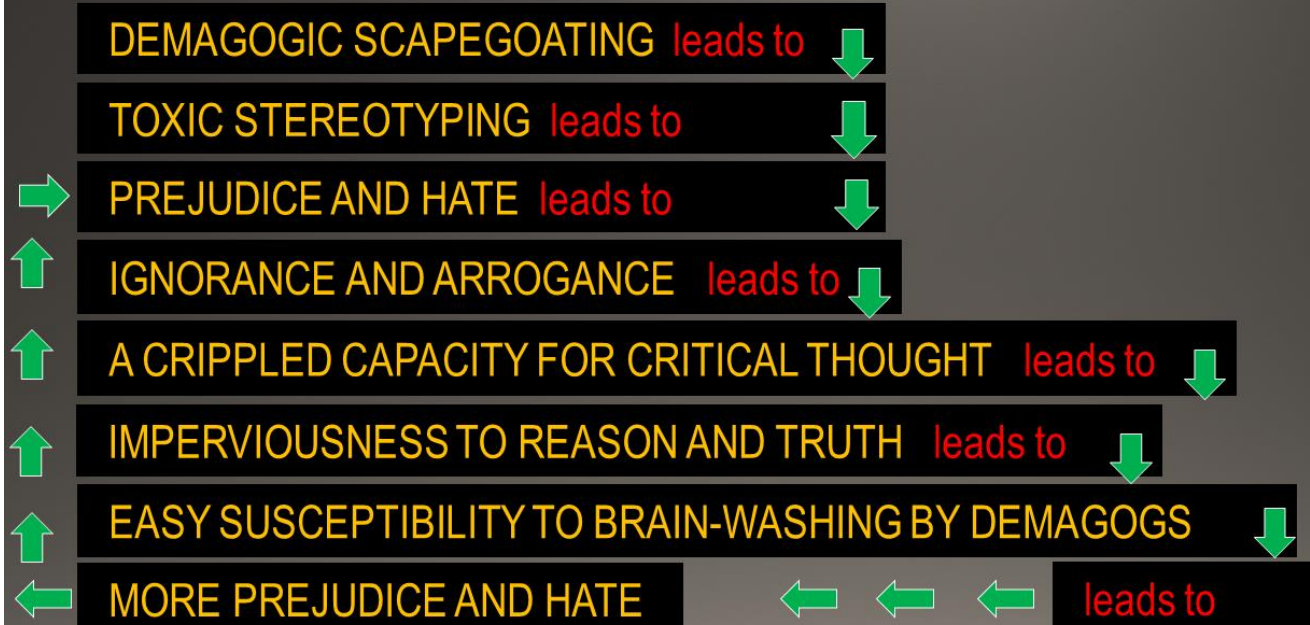 DEMAGOGIC SCAPEGOATING leads to
TOXIC STEREOTYPING leads to
PREJUDICE AND HATE leads to
IGNORANCE AND ARROGANCE leads to
A CRIPPLED CAPACITY FOR CRITICAL THOUGHT leads to
IMPERVIOUSNESS TO REASON AND TRUTH leads to
EASY SUSCEPTIBILITY TO BRAIN-WASHING BY DEMAGOGS
MORE PREJUDICE AND HATE leads to